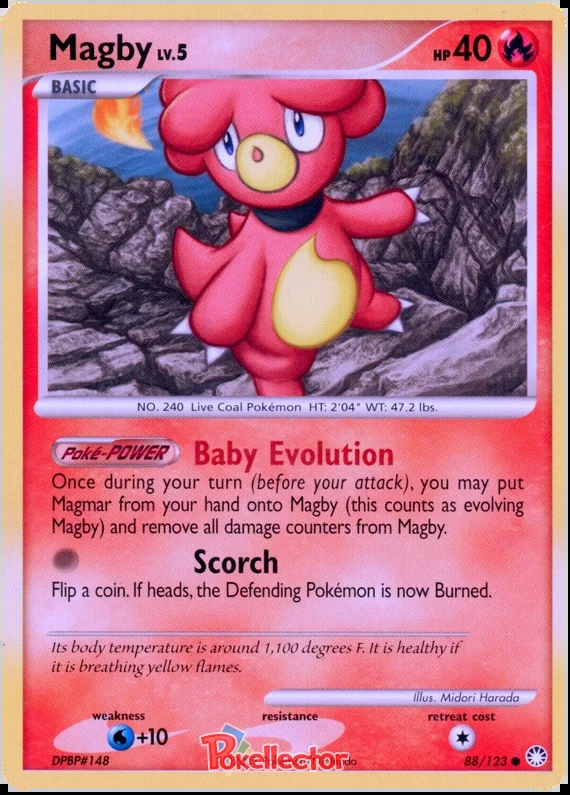 Magby LV.5 HP 40
BASIC
NO. 240 Live Coal Pokémon HT: 2'04" WT: 47.2 lbs.
Poké-POWER Baby Evolution
Once during your turn (before your attack), you may put
Magmar from your hand onto Magby (this counts as evolving
Magby) and remove all damage counters from Magby.
Scorch
Flip a coin. If heads, the Defending Pokémon is now Burned.
Its body temperature is around 1,100 degrees F. It is healthy if
it is breathing yellow flames.
Illus. Midori Harada
weakness resistance retreat cost
+10
DPBP#148 Pokellector 88/123